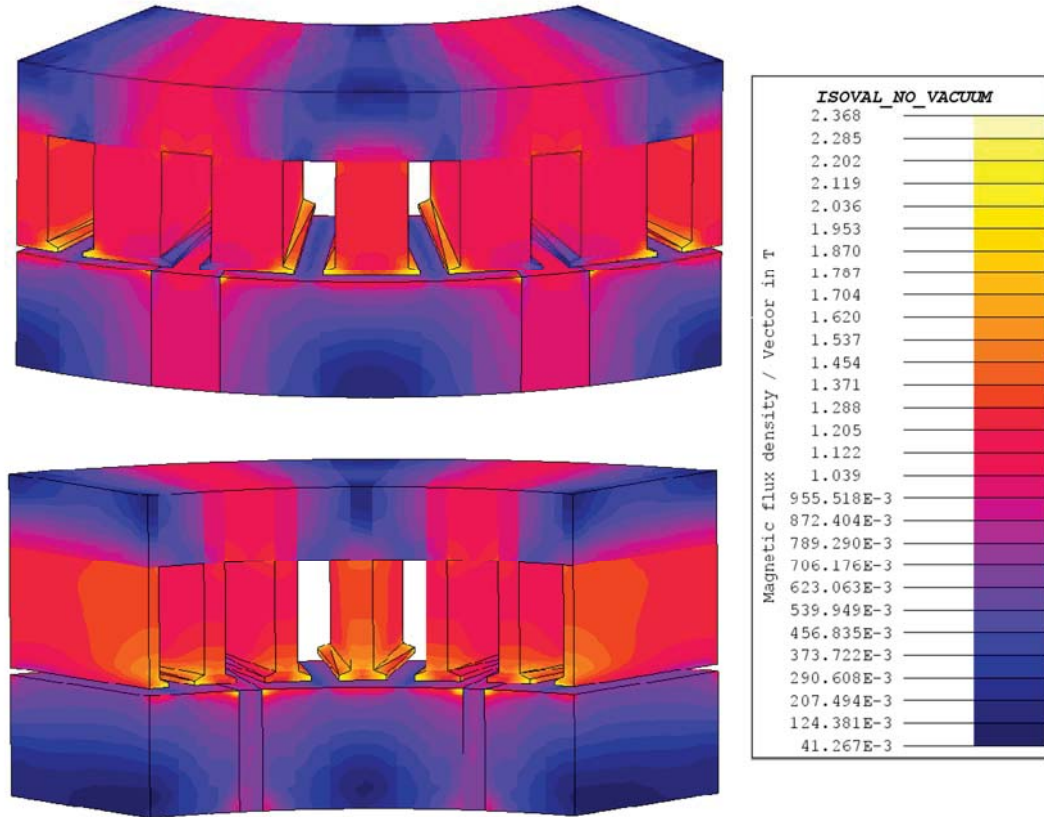 ISOVAL_NO_VACUUM
2.368
2.285
2.202
2.119
2.036
1.953
1.870
1.787
1.704
1.620
1.537
1.454
1.371
1.288
1.205
1.122
1.039
955.518E-3
872.404E-3
789.290E-3
706.176E-3
623.063E-3
539.949E-3
456.835E-3
373.722E-3
290.608E-3
207.494E-3
124.381E-3
41.267E-3
Magnetic flux density / Vector in T